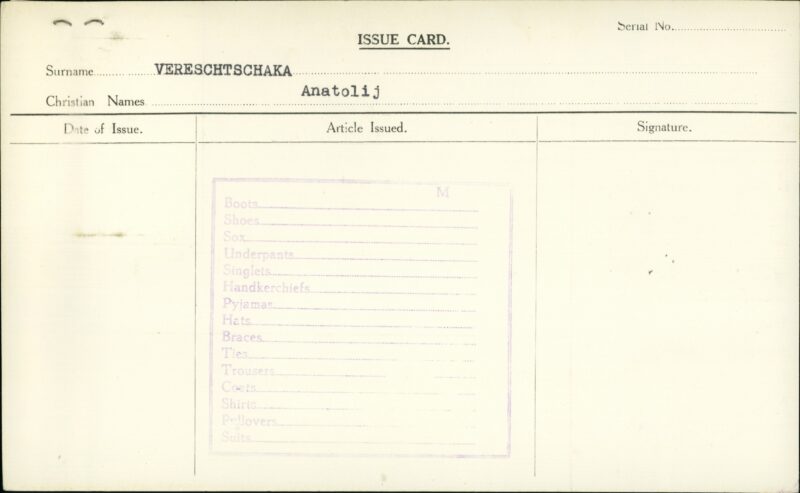 Serial No.
ISSUE CARD.
Surname VERESCHTSCHAKA
Christian Names Anatolij
Date of Issue. Article Issued. Signature.
M
Boots
Shoes
Sox
Underpants
Singlets
Handkerchiefs
Pyjamas
Hats
Braces
Ties
Trousers
Coats
Shirts
Pullovers
Suits